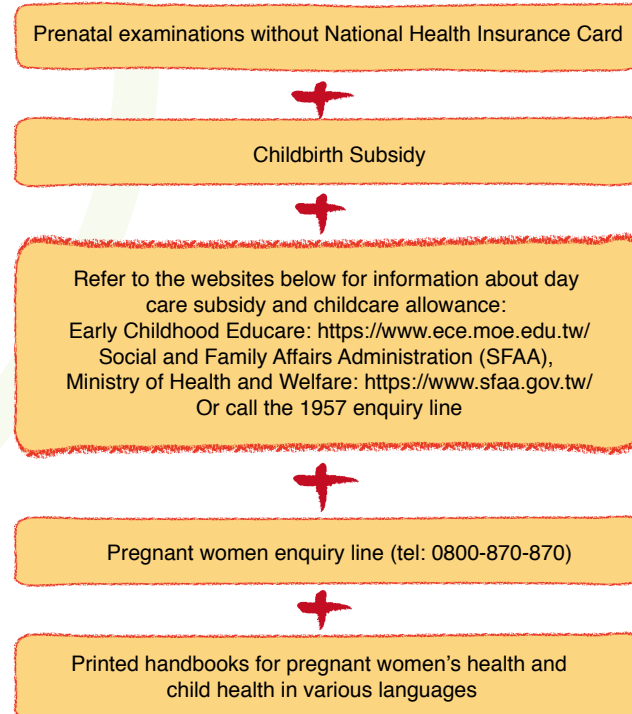 Prenatal examinations without National Health Insurance Card
Childbirth Subsidy
Refer to the websites below for information about day
care subsidy and childcare allowance:
Early Childhood Educare: https://www.ece.moe.edu.tw/
Social and Family Affairs Administration (SFAA),
Ministry of Health and Welfare: https://www.sfaa.gov.tw/
Or call the 1957 enquiry line
Pregnant women enquiry line (tel: 0800-870-870)
Printed handbooks for pregnant women's health and
child health in various languages